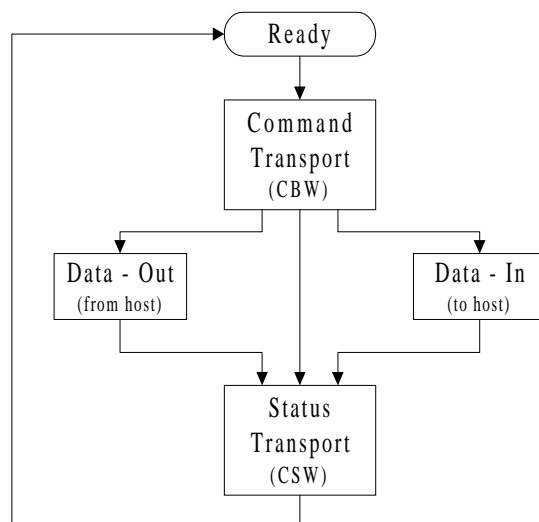 Ready
Command
Transport
(CBW)
Data - Out
(from host)
Data - In
(to host)
Status
Transport
(CSW)